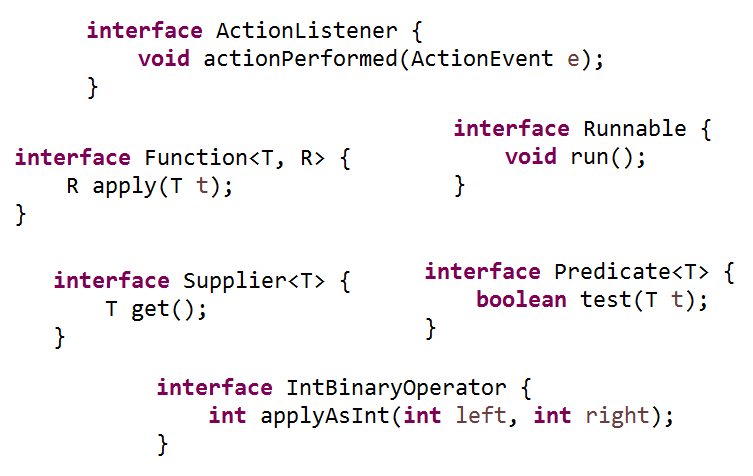 interface ActionListener {
    void actionPerformed(ActionEvent e);
}
interface Function<T, R> {
    R apply(T t);
}
interface Runnable {
    void run();
}
interface Supplier<T> {
    T get();
}
interface Predicate<T> {
    boolean test(T t);
}
interface IntBinaryOperator {
    int applyAsInt(int left, int right);
}